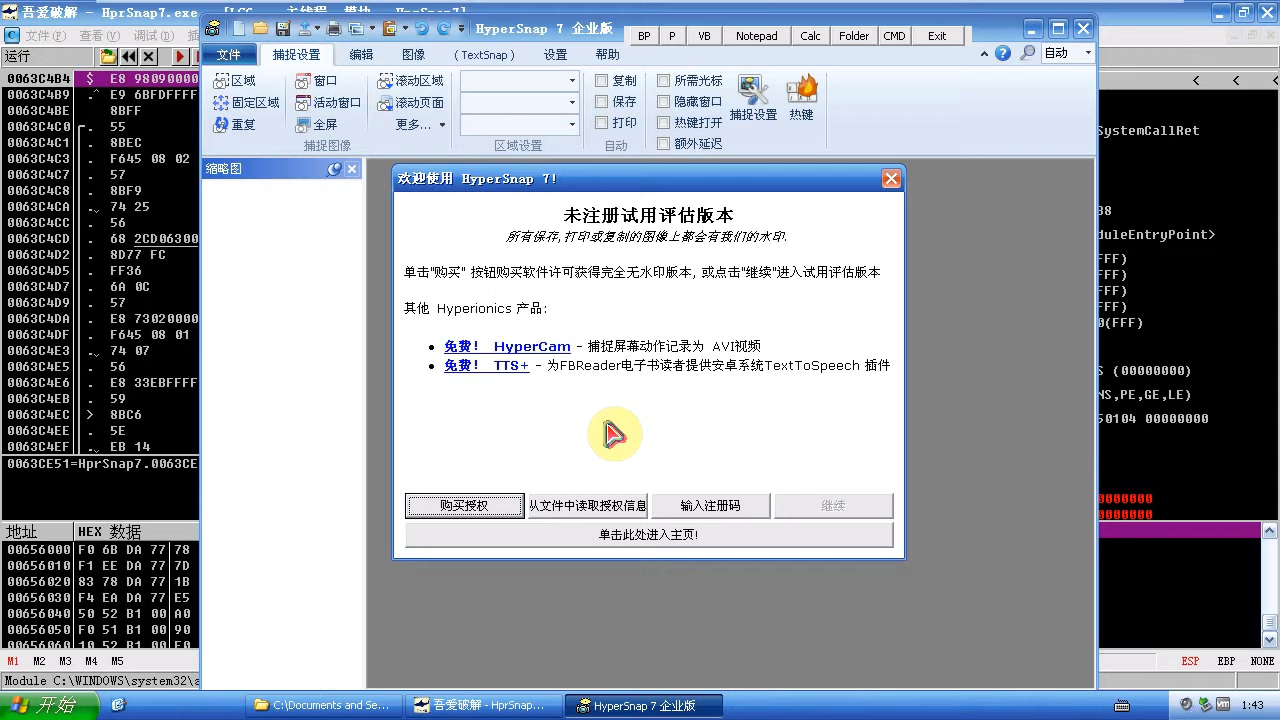 吾爱破解 - HprSnap7.exe
HyperSnap 7 企业版
文件(F)
查看(V)
调试(D)
BP
P
VB
Notepad
Calc
Folder
CMD
Exit
运行
文件
捕捉设置
编辑
图像
( TextSnap )
设置
帮助
自动
区域
窗口
滚动区域
复制
所需光标
固定区域
活动窗口
滚动页面
保存
隐藏窗口
捕捉设置
热键
重复
全屏
更多...
打印
热键打开
额外延迟
捕捉图像
区域设置
自动
缩略图
0063C4B4 $ E8 98090000
0063C4B9 .^ E9 6BFDFFFF
0063C4BE 8BFF
0063C4C0 . 55
0063C4C1 . 8BEC
0063C4C3 . F645 08 02
0063C4C7 . 57
0063C4C8 . 8BF9
0063C4CA . 74 25
0063C4CC . 56
0063C4CD . 68 2CD06300
0063C4D2 . 8D77 FC
0063C4D5 . FF36
0063C4D7 . 6A 0C
0063C4D9 . 57
0063C4DA . E8 73020000
0063C4DF . F645 08 01
0063C4E3 . 74 07
0063C4E5 . 56
0063C4E6 . E8 33EBFFFF
0063C4EB . 59
0063C4EC > 8BC6
0063C4EE . 5E
0063C4EF . EB 14
0063CE51=HprSnap7.0063CE
SystemCallRet
duleEntryPoint>
FFF)
FFF)
FFF)
FFF)
0(FFF)
S (00000000)
NS,PE,GE,LE)
50104 00000000
欢迎使用 HyperSnap 7!
未注册试用评估版本
所有保存,打印或复制的图像上都会有我们的水印.
单击"购买" 按钮购买软件许可获得完全无水印版本, 或点击"继续"进入试用评估版本
其他 Hyperionics 产品:
免费! HyperCam - 捕捉屏幕动作记录为 AVI视频
免费! TTS+ - 为FBReader电子书读者提供安卓系统TextToSpeech 插件
购买授权
从文件中读取授权信息
输入注册码
继续
单击此处进入主页!
地址 HEX 数据
00656000 F0 6B DA 77 78
00656010 F1 EE DA 77 7D
00656020 83 78 DA 77 1B
00656030 F4 EA DA 77 E5
00656040 50 52 B1 00 A0
00656050 F0 51 B1 00 90
00656060 10 52 B1 00 E0
M1 M2 M3 M4 M5
ESP EBP NONE
Module C:\WINDOWS\system32\a
开始
C:\Documents and Se...
吾爱破解 - HprSnap...
HyperSnap 7 企业版
1:43